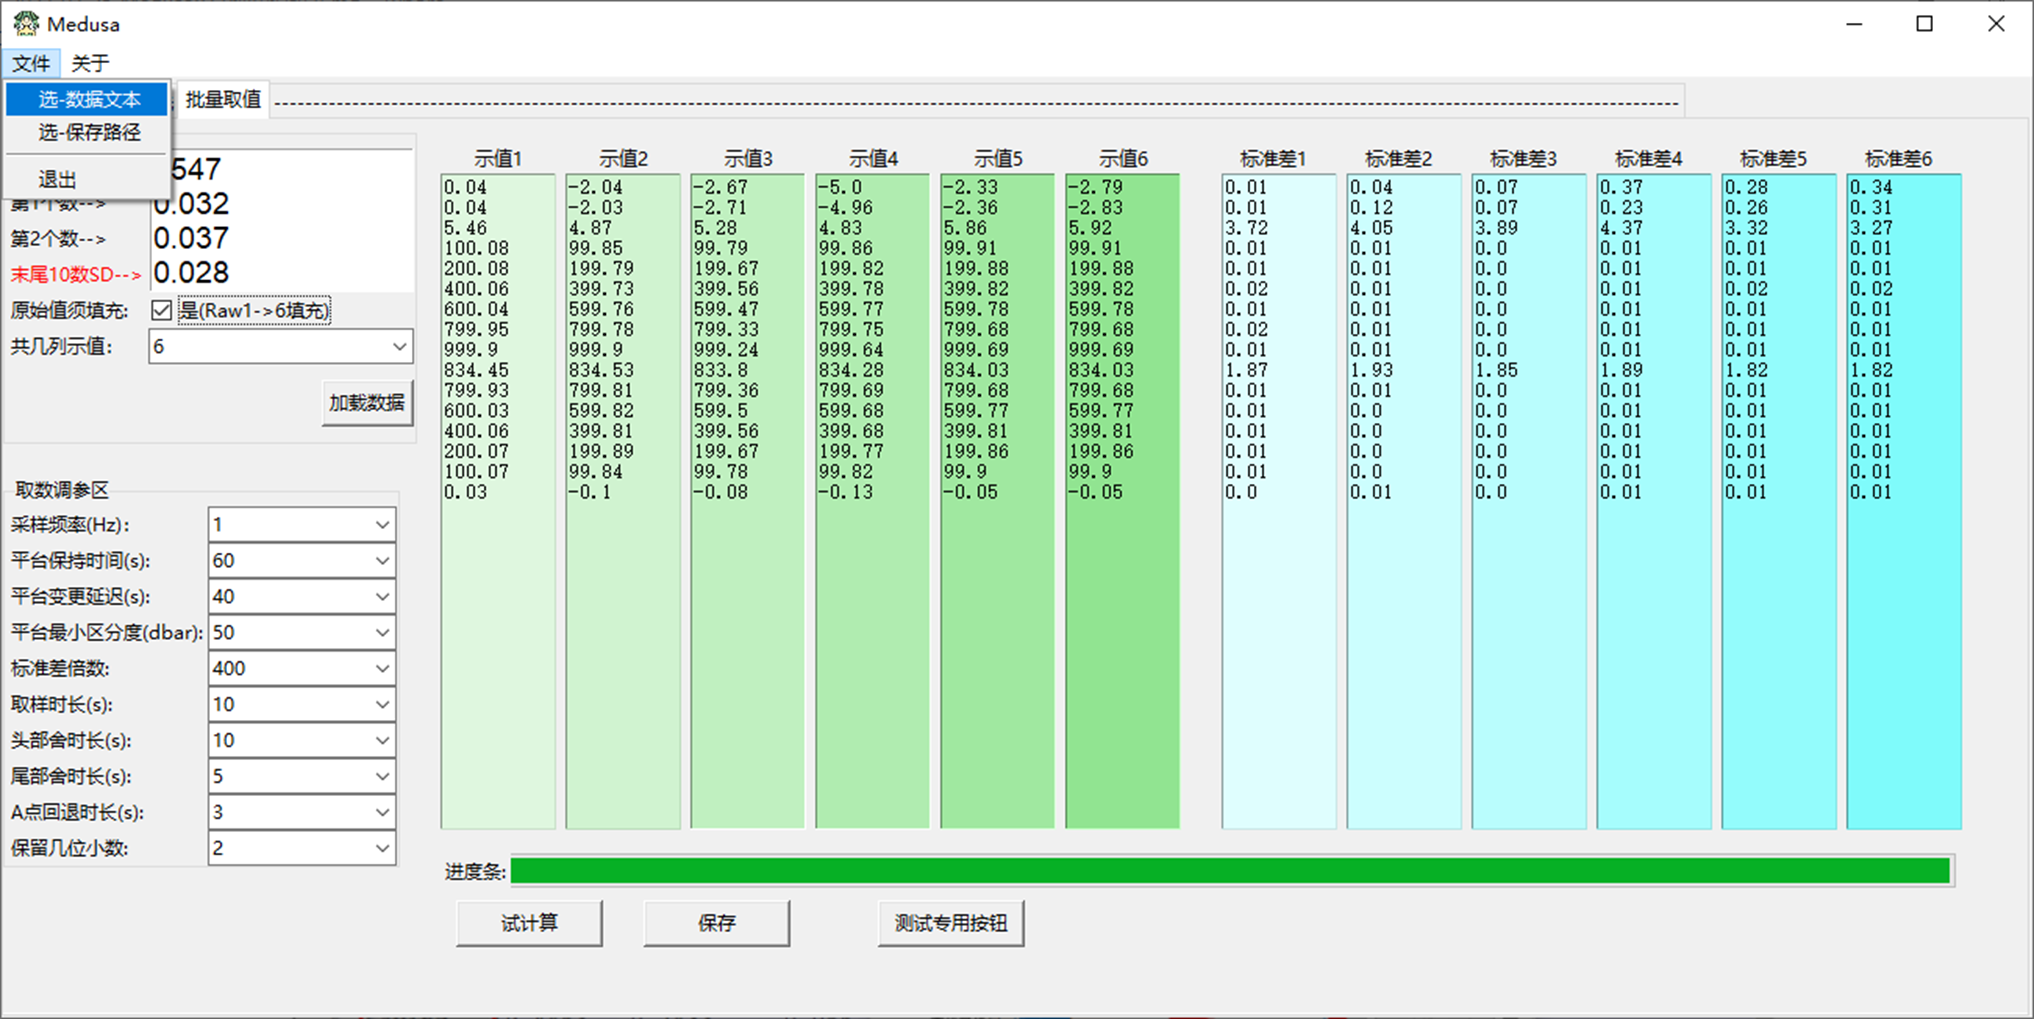 Medusa
文件 关于
选-数据文本
选-保存路径
退出
批量取值
547
第1个数--> 0.032
第2个数--> 0.037
末尾10数SD--> 0.028
原始值须填充: 是(Raw1->6填充)
共几列示值: 6
加载数据
取数调参区
采样频率(Hz): 1
平台保持时间(s): 60
平台变更延迟(s): 40
平台最小区分度(dbar): 50
标准差倍数: 400
取样时长(s): 10
头部舍时长(s): 10
尾部舍时长(s): 5
A点回退时长(s): 3
保留几位小数: 2
示值1 示值2 示值3 示值4 示值5 示值6 标准差1 标准差2 标准差3 标准差4 标准差5 标准差6
0.04 -2.04 -2.67 -5.0 -2.33 -2.79 0.01 0.04 0.07 0.37 0.28 0.34
0.04 -2.03 -2.71 -4.96 -2.36 -2.83 0.01 0.12 0.07 0.23 0.26 0.31
5.46 4.87 5.28 4.83 5.86 5.92 3.72 4.05 3.89 4.37 3.32 3.27
100.08 99.85 99.79 99.86 99.91 99.91 0.01 0.01 0.0 0.01 0.01 0.01
200.08 199.79 199.67 199.82 199.88 199.88 0.01 0.01 0.0 0.01 0.01 0.01
400.06 399.73 399.56 399.78 399.82 399.82 0.02 0.01 0.0 0.01 0.02 0.02
600.04 599.76 599.47 599.77 599.78 599.78 0.01 0.01 0.0 0.01 0.01 0.01
799.95 799.78 799.33 799.75 799.68 799.68 0.02 0.01 0.0 0.01 0.01 0.01
999.9 999.9 999.24 999.64 999.69 999.69 0.01 0.01 0.0 0.01 0.01 0.01
834.45 834.53 833.8 834.28 834.03 834.03 1.87 1.93 1.85 1.89 1.82 1.82
799.93 799.81 799.36 799.69 799.68 799.68 0.01 0.01 0.0 0.01 0.01 0.01
600.03 599.82 599.5 599.68 599.77 599.77 0.01 0.0 0.0 0.01 0.01 0.01
400.06 399.81 399.56 399.68 399.81 399.81 0.01 0.0 0.0 0.01 0.01 0.01
200.07 199.89 199.67 199.77 199.86 199.86 0.01 0.0 0.0 0.01 0.01 0.01
100.07 99.84 99.78 99.82 99.9 99.9 0.01 0.0 0.0 0.01 0.01 0.01
0.03 -0.1 -0.08 -0.13 -0.05 -0.05 0.0 0.01 0.0 0.01 0.01 0.01
进度条:
试计算 保存 测试专用按钮